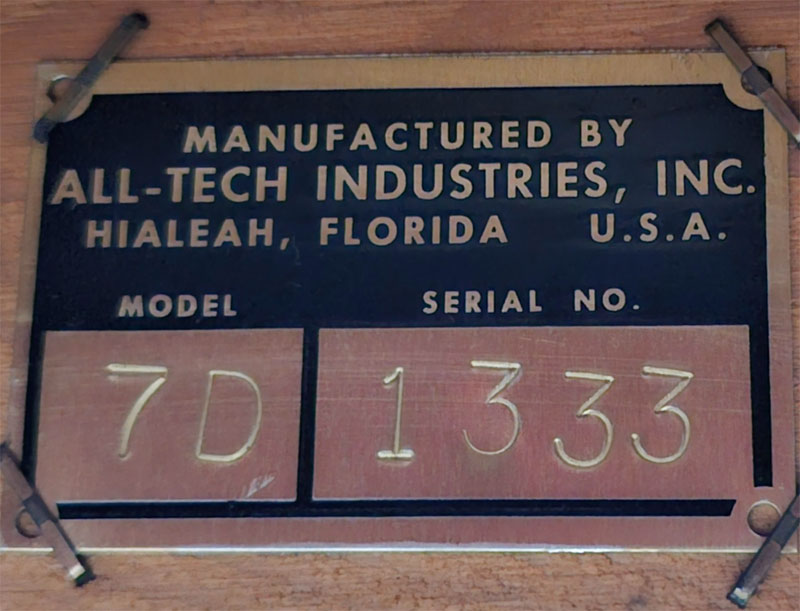 MANUFACTURED BY
ALL-TECH INDUSTRIES, INC.
HIALEAH, FLORIDA U.S.A.
MODEL SERIAL NO.
7D 1333